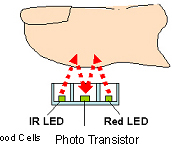 IR LED Red LED
ood Cells Photo Transistor